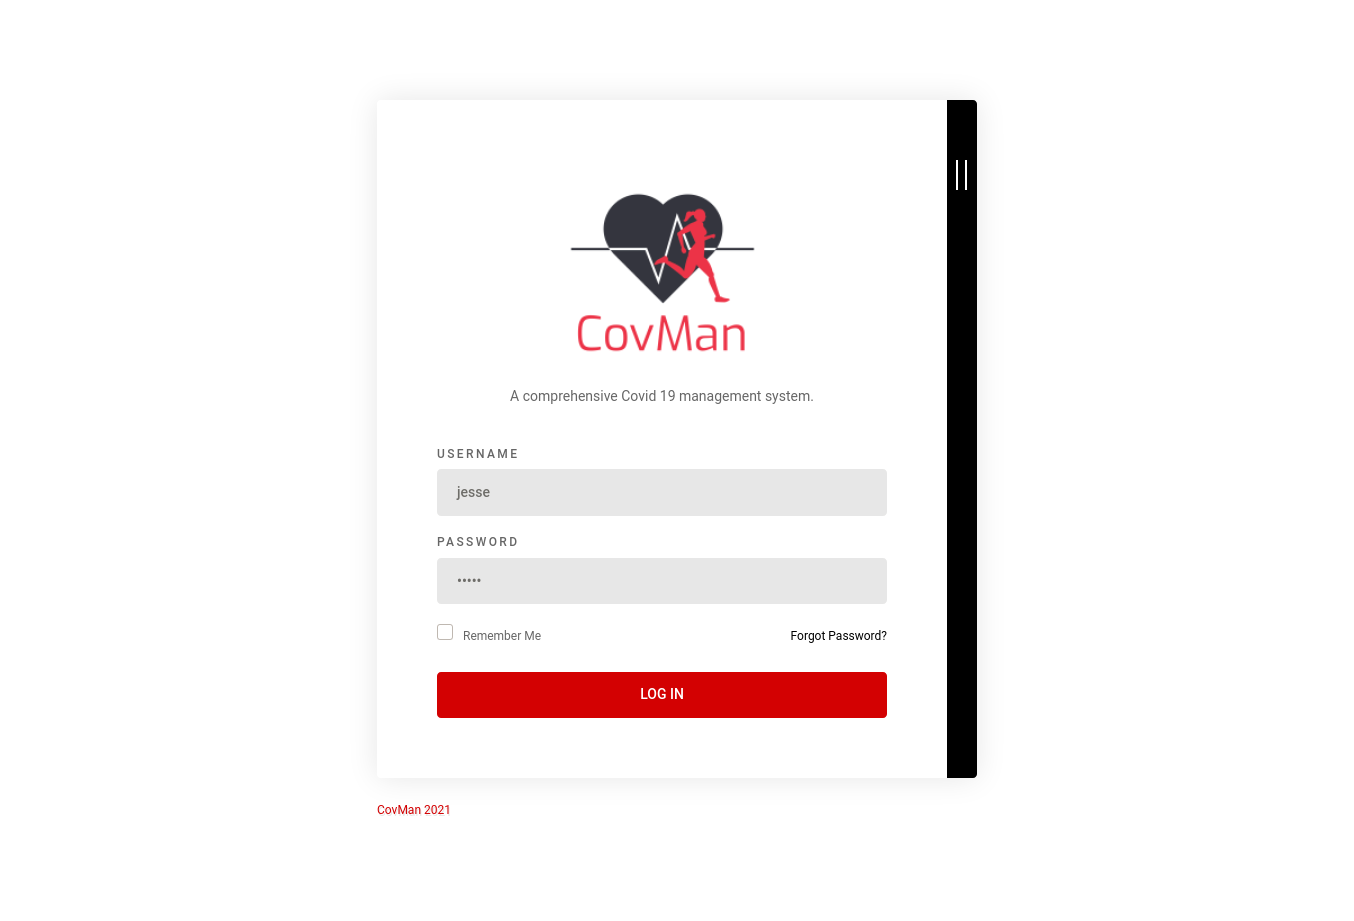 CovMan
A comprehensive Covid 19 management system.
USERNAME
jesse
PASSWORD
•••••
Remember Me
Forgot Password?
LOG IN
CovMan 2021